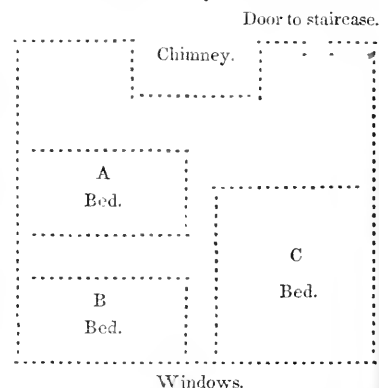 Door to staircase.
Chimney.
A
Bed.
C
Bed.
B
Bed.
Windows.